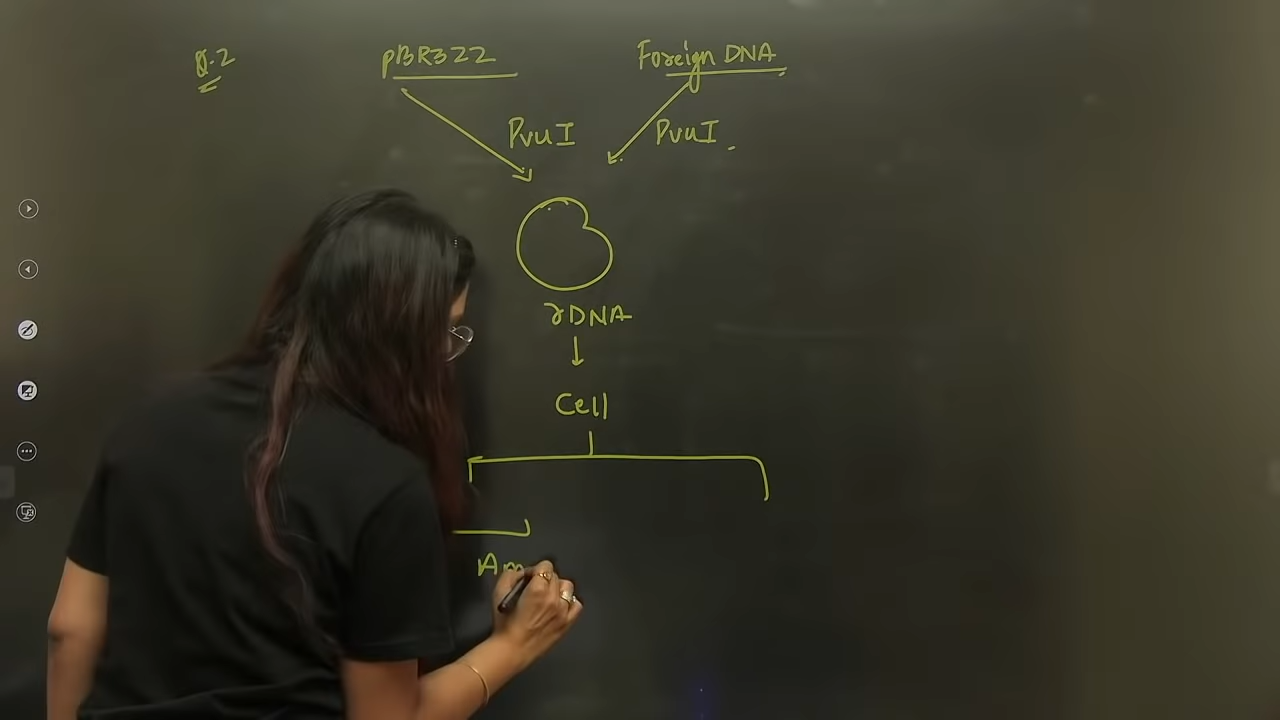 Q.2
pBR322
Foreign DNA
PvuI
PvuI
rDNA
Cell
Am